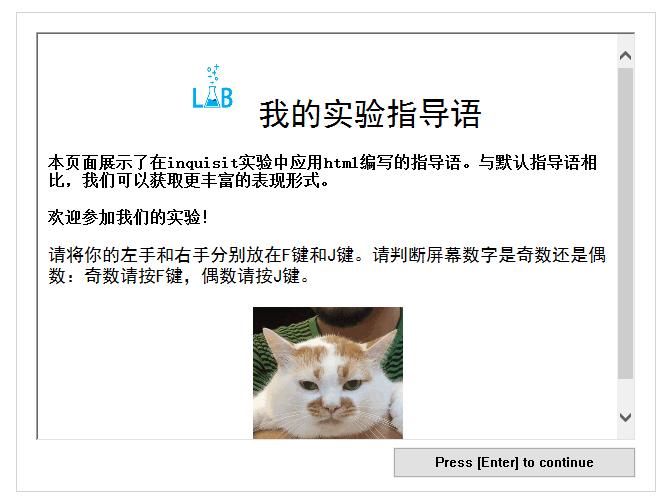 LAB
我的实验指导语
本页面展示了在inquisit实验中应用html编写的指导语。与默认指导语相
比，我们可以获取更丰富的表现形式。
欢迎参加我们的实验!
请将你的左手和右手分别放在F键和J键。请判断屏幕数字是奇数还是偶
数：奇数请按F键，偶数请按J键。
Press [Enter] to continue